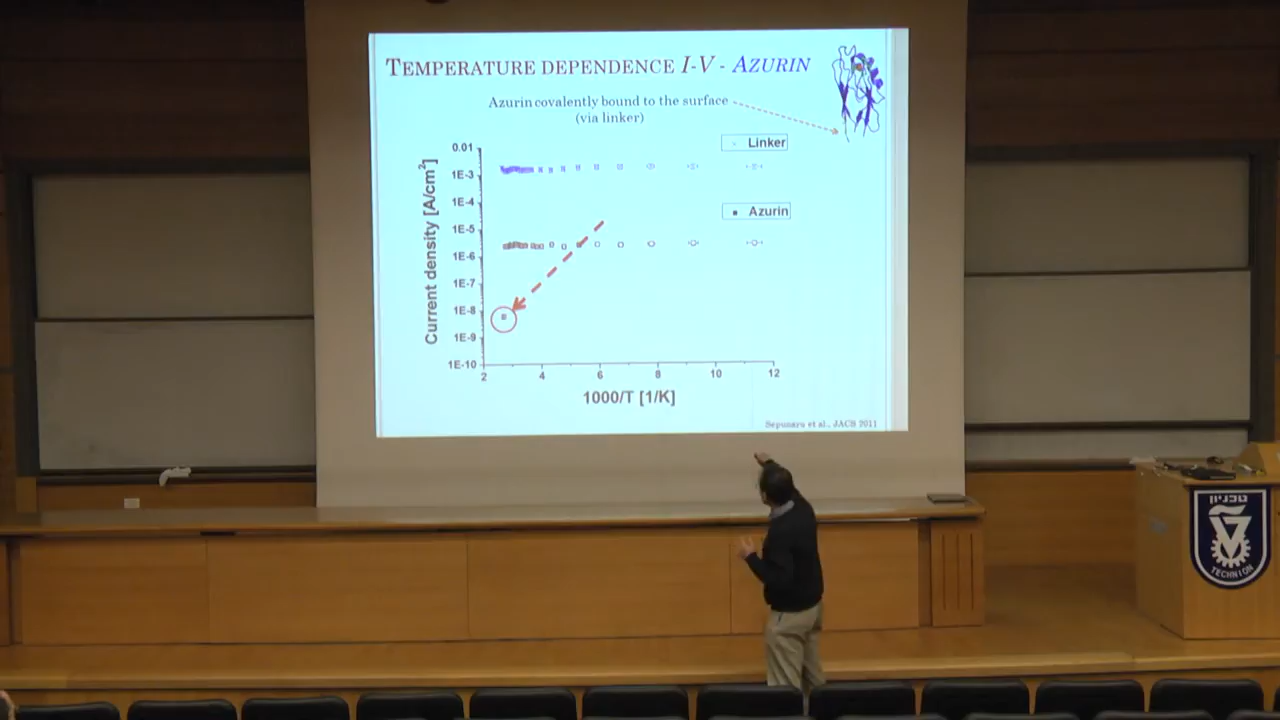 TEMPERATURE DEPENDENCE I-V - AZURIN
Azurin covalently bound to the surface
(via linker)
Linker
Azurin
Current density [A/cm²]
0.01
1E-3
1E-4
1E-5
1E-6
1E-7
1E-8
1E-9
1E-10
2 4 6 8 10 12
1000/T [1/K]
Sepunaru et al., JACS 2011
טכניון
TECHNION